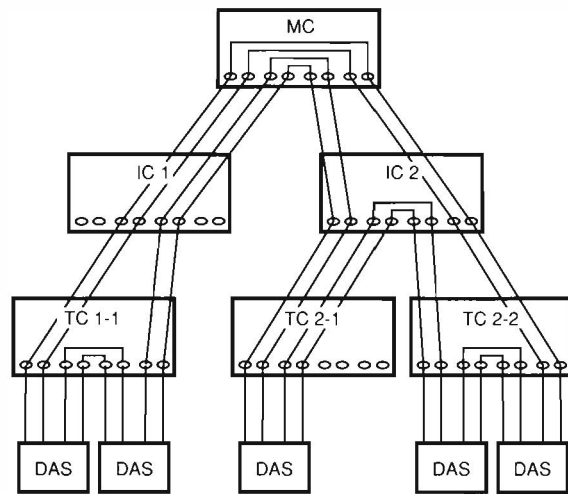 MC
IC 1
IC 2
TC 1-1
TC 2-1
TC 2-2
DAS
DAS
DAS
DAS
DAS